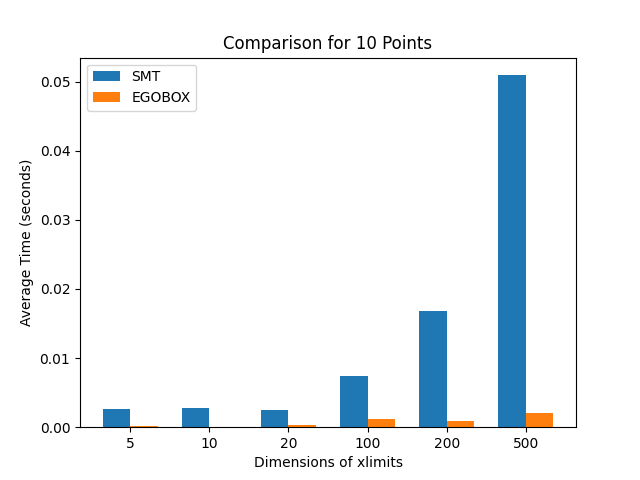 Comparison for 10 Points
SMT
EGOBOX
0.05
0.04
0.03
0.02
0.01
0.00
Average Time (seconds)
5 10 20 100 200 500
Dimensions of xlimits